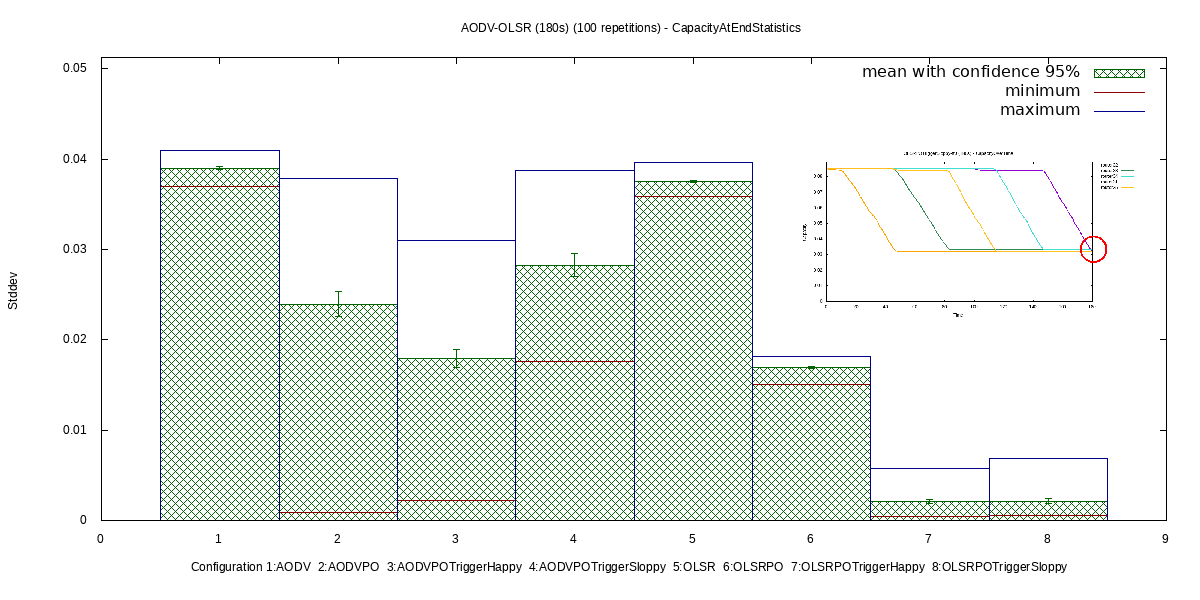 AODV-OLSR (180s) (100 repetitions) - CapacityAtEndStatistics
mean with confidence 95%
minimum
maximum
Stddev
0.05
0.04
0.03
0.02
0.01
0
0 1 2 3 4 5 6 7 8 9
Configuration 1:AODV 2:AODVPO 3:AODVPOTriggerHappy 4:AODVPOTriggerSloppy 5:OLSR 6:OLSRPO 7:OLSRPOTriggerHappy 8:OLSRPOTriggerSloppy
Time